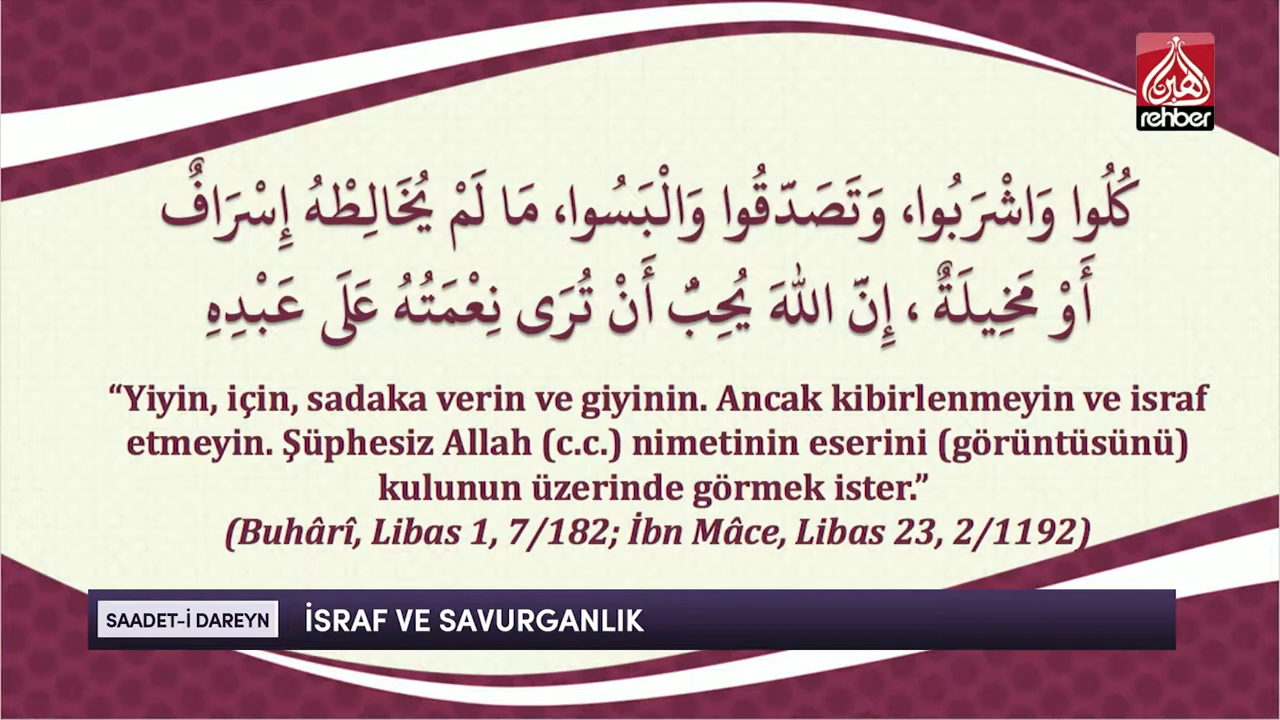 رهبر
rehber
كُلُوا وَاشْرَبُوا، وَتَصَدّقُوا وَالْبَسُوا، مَا لَمْ يُخَالِطْهُ إِسْرَافٌ
أَوْ مَخِيلَةٌ ، إِنّ اللهَ يُحِبُّ أَنْ تُرَى نِعْمَتُهُ عَلَى عَبْدِهِ
“Yiyin, için, sadaka verin ve giyinin. Ancak kibirlenmeyin ve israf
etmeyin. Şüphesiz Allah (c.c.) nimetinin eserini (görüntüsünü)
kulunun üzerinde görmek ister.”
(Buhârî, Libas 1, 7/182; İbn Mâce, Libas 23, 2/1192)
SAADET-İ DAREYN İSRAF VE SAVURGANLIK